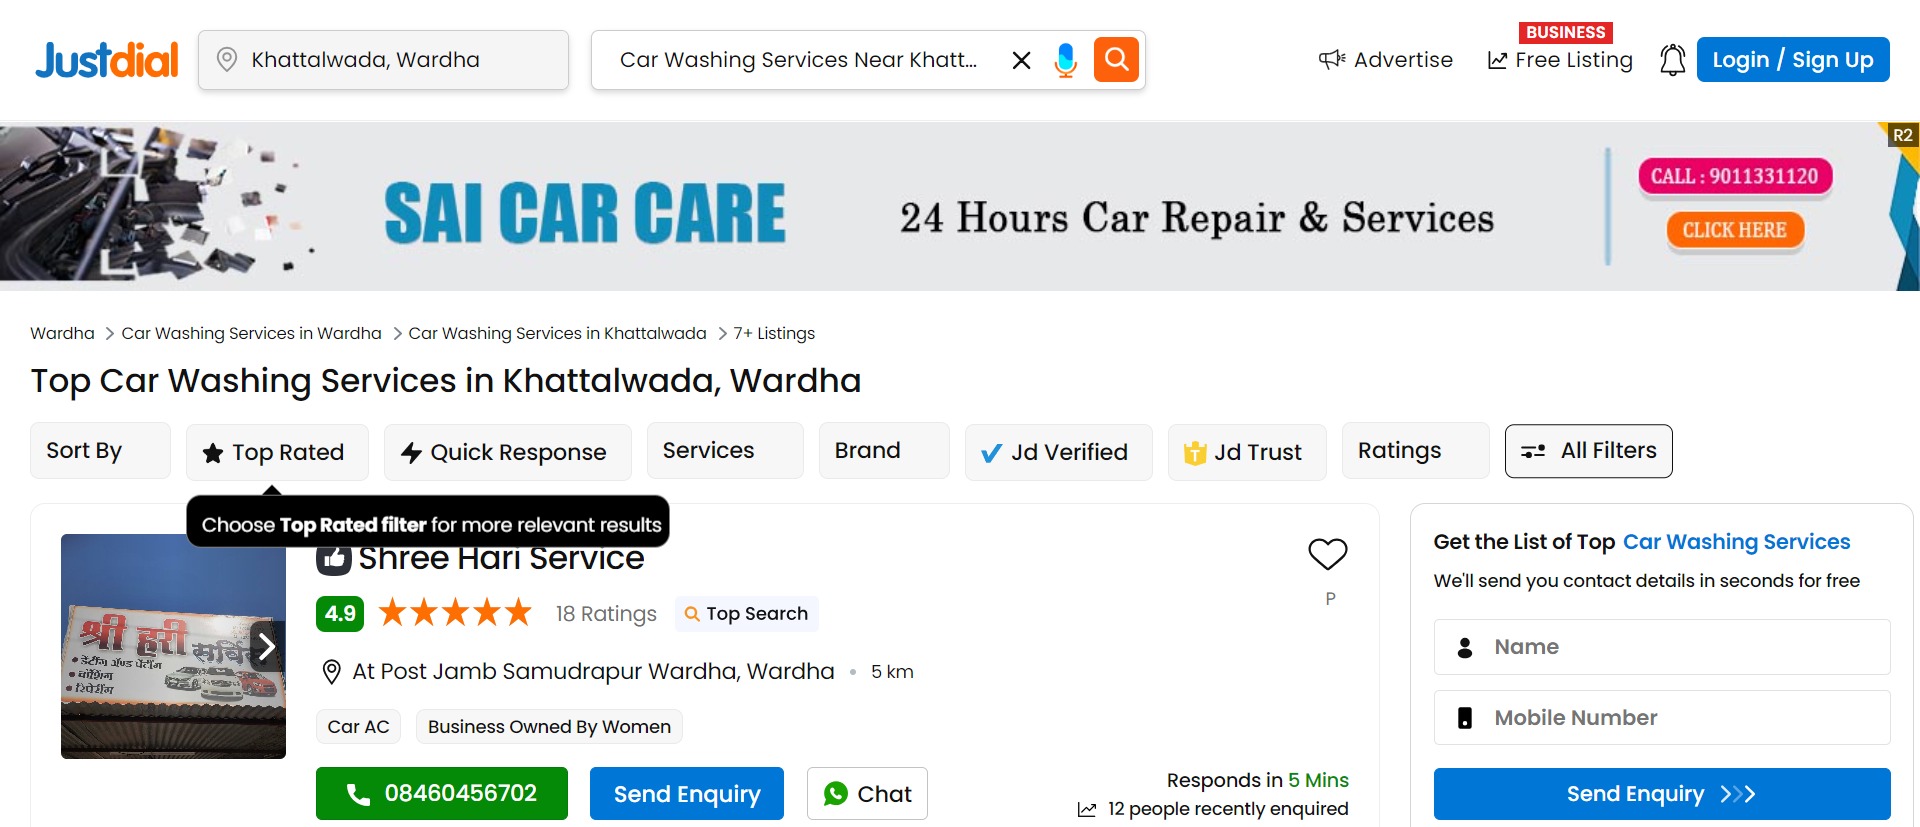 Justdial
Khattalwada, Wardha
Car Washing Services Near Khatt...
Advertise
BUSINESS
Free Listing
Login / Sign Up
R2
SAI CAR CARE
24 Hours Car Repair & Services
CALL : 9011331120
CLICK HERE
Wardha > Car Washing Services in Wardha > Car Washing Services in Khattalwada > 7+ Listings
Top Car Washing Services in Khattalwada, Wardha
Sort By
Top Rated
Quick Response
Services
Brand
Jd Verified
T
Jd Trust
Ratings
All Filters
Choose Top Rated filter for more relevant results
श्री हरी
• डेंटींग अॅण्ड पेंटींग
• वॉशिंग
• रिपेरींग
Shree Hari Service
P
4.9
18 Ratings
Top Search
At Post Jamb Samudrapur Wardha, Wardha • 5 km
Car AC
Business Owned By Women
08460456702
Send Enquiry
Chat
Responds in 5 Mins
12 people recently enquired
Get the List of Top Car Washing Services
We'll send you contact details in seconds for free
Name
Mobile Number
Send Enquiry